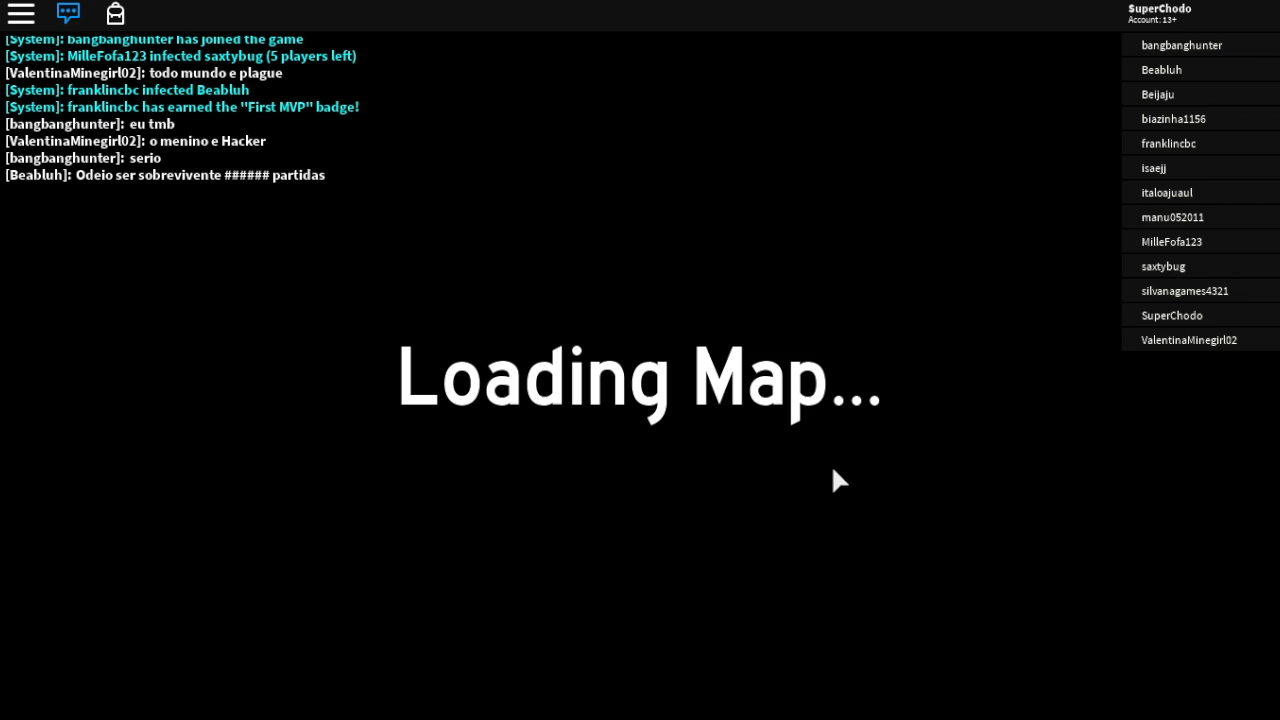 SuperChodo
Account: 13+
[System]: bangbanghunter has joined the game
[System]: MilleFofa123 infected saxtybug (5 players left)
[ValentinaMinegirl02]: todo mundo e plague
[System]: franklincbc infected Beabluh
[System]: franklincbc has earned the "First MVP" badge!
[bangbanghunter]: eu tmb
[ValentinaMinegirl02]: o menino e Hacker
[bangbanghunter]: serio
[Beabluh]: Odeio ser sobrevivente ###### partidas
bangbanghunter
Beabluh
Beijaju
biazinha1156
franklincbc
isaejj
italoajuaul
manu052011
MilleFofa123
saxtybug
silvanagames4321
SuperChodo
ValentinaMinegirl02
Loading Map...